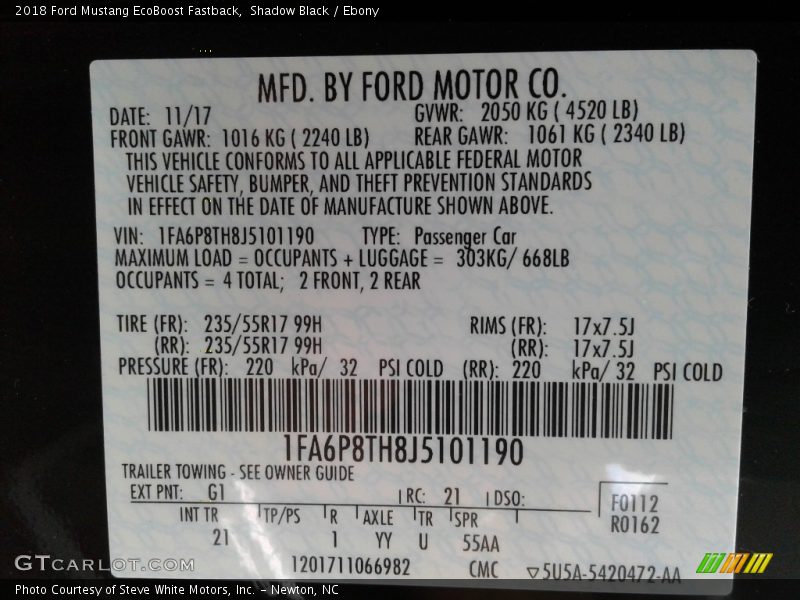 2018 Ford Mustang EcoBoost Fastback, Shadow Black / Ebony
MFD. BY FORD MOTOR CO.
DATE: 11/17 GVWR: 2050 KG ( 4520 LB)
FRONT GAWR: 1016 KG ( 2240 LB) REAR GAWR: 1061 KG ( 2340 LB)
THIS VEHICLE CONFORMS TO ALL APPLICABLE FEDERAL MOTOR
VEHICLE SAFETY, BUMPER, AND THEFT PREVENTION STANDARDS
IN EFFECT ON THE DATE OF MANUFACTURE SHOWN ABOVE.
VIN: 1FA6P8TH8J5101190 TYPE: Passenger Car
MAXIMUM LOAD = OCCUPANTS + LUGGAGE = 303KG/ 668LB
OCCUPANTS = 4 TOTAL; 2 FRONT, 2 REAR
TIRE (FR): 235/55R17 99H RIMS (FR): 17x7.5J
(RR): 235/55R17 99H (RR): 17x7.5J
PRESSURE (FR): 220 kPa/ 32 PSI COLD (RR): 220 kPa/ 32 PSI COLD
1FA6P8TH8J5101190
TRAILER TOWING - SEE OWNER GUIDE
EXT PNT: G1 RC: 21 DSO: F0112
R0162
INT TR TP/PS R AXLE TR SPR
21 1 YY U 55AA
1201711066982 CMC ▽5U5A-5420472-AA
GTCARLOT.COM
Photo Courtesy of Steve White Motors, Inc. – Newton, NC